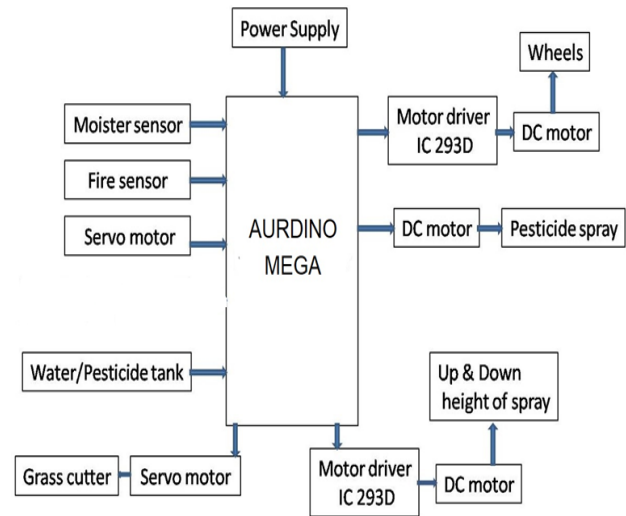 Power Supply
Wheels
Moister sensor
Motor driver
IC 293D
DC motor
Fire sensor
Servo motor
AURDINO
MEGA
DC motor
Pesticide spray
Water/Pesticide tank
Up & Down
height of spray
Grass cutter
Servo motor
Motor driver
IC 293D
DC motor